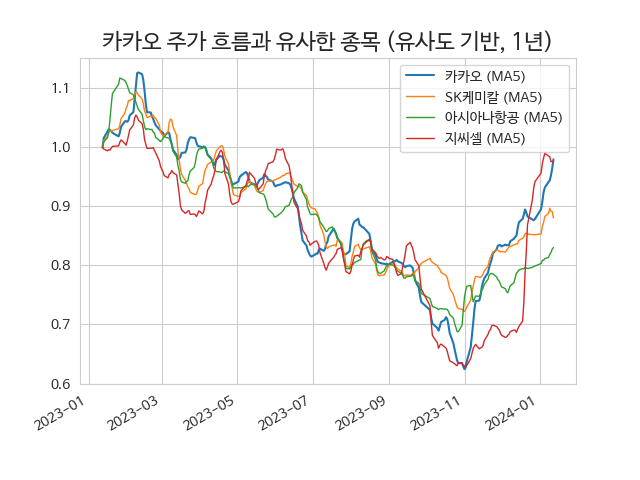 카카오 주가 흐름과 유사한 종목 (유사도 기반, 1년)
카카오 (MA5)
SK케미칼 (MA5)
아시아나항공 (MA5)
지씨셀 (MA5)
1.1
1.0
0.9
0.8
0.7
0.6
2023-01
2023-03
2023-05
2023-07
2023-09
2023-11
2024-01